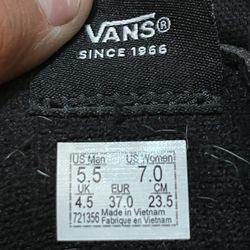 VANS®
SINCE 1966
US Men US Women
5.5 7.0
UK EUR CM
4.5 37.0 23.5
721356 Made in Vietnam
Fabriqué en Vietnam